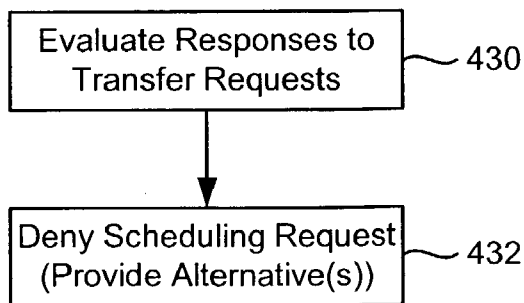 Evaluate Responses to
Transfer Requests
430
Deny Scheduling Request
(Provide Alternative(s))
432